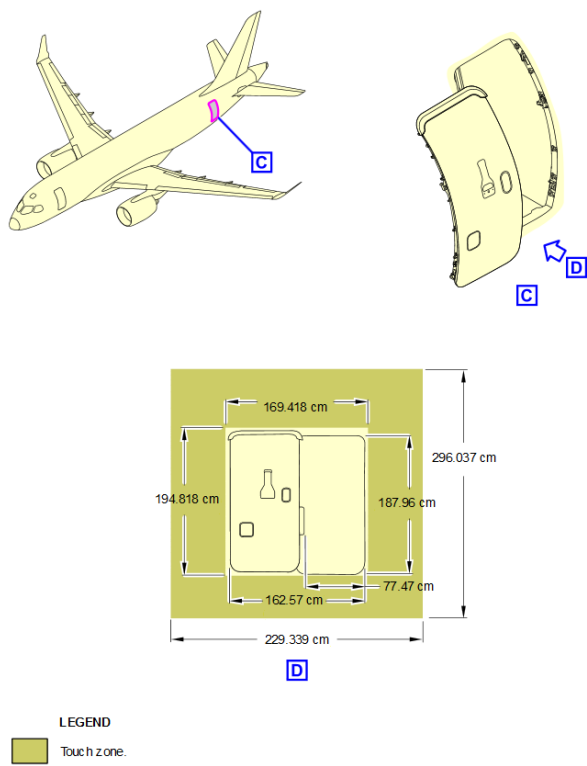 C
D
C
169.418 cm
296.037 cm
194.818 cm
187.96 cm
77.47 cm
162.57 cm
229.339 cm
D
LEGEND
Touch zone.